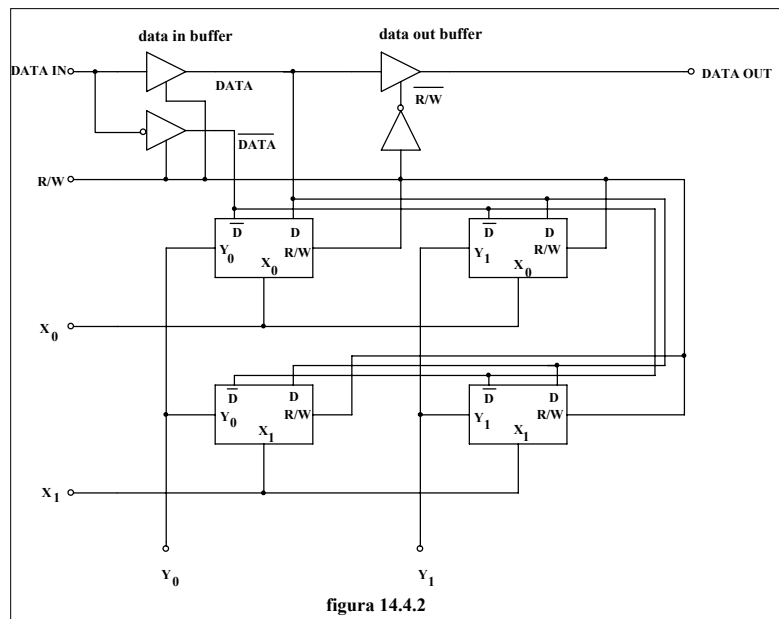 data in buffer
data out buffer
DATA IN
DATA
R/W
DATA OUT
DATA
R/W
D D
Y0 R/W
X0
D D
Y1 R/W
X0
X0
D D
Y0 R/W
X1
D D
Y1 R/W
X1
X1
Y0
Y1
figura 14.4.2